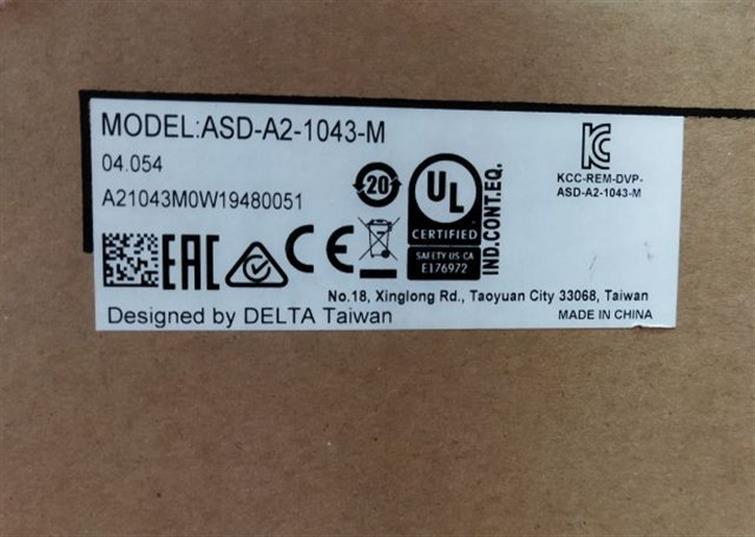 MODEL:ASD-A2-1043-M
04.054
A21043M0W19480051
20
UL
CERTIFIED
SAFETY US CA
E176972
IND.CONT.EQ.
KC
KCC-REM-DVP-
ASD-A2-1043-M
EAC
CE
No.18, Xinglong Rd., Taoyuan City 33068, Taiwan
Designed by DELTA Taiwan
MADE IN CHINA